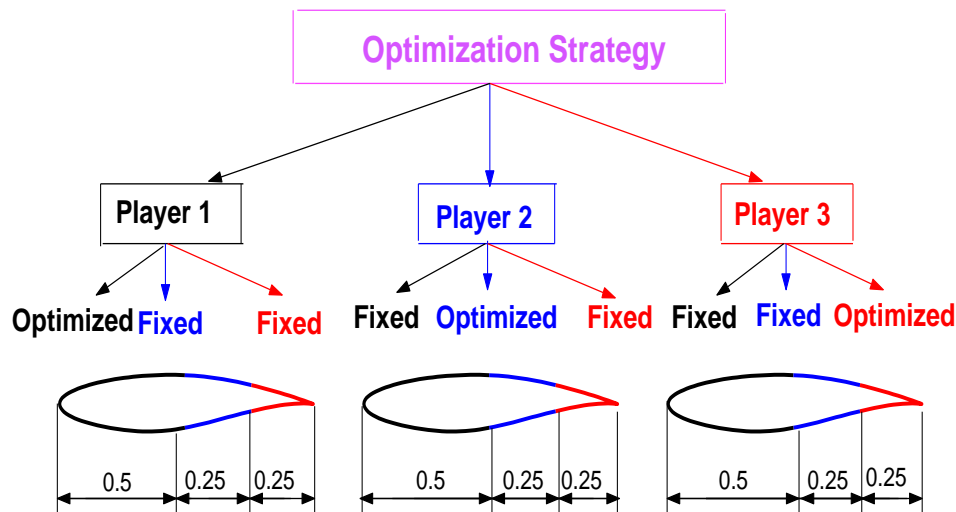 Optimization Strategy
Player 1
Player 2
Player 3
Optimized Fixed Fixed
Fixed Optimized Fixed
Fixed Fixed Optimized
0.5 0.25 0.25
0.5 0.25 0.25
0.5 0.25 0.25